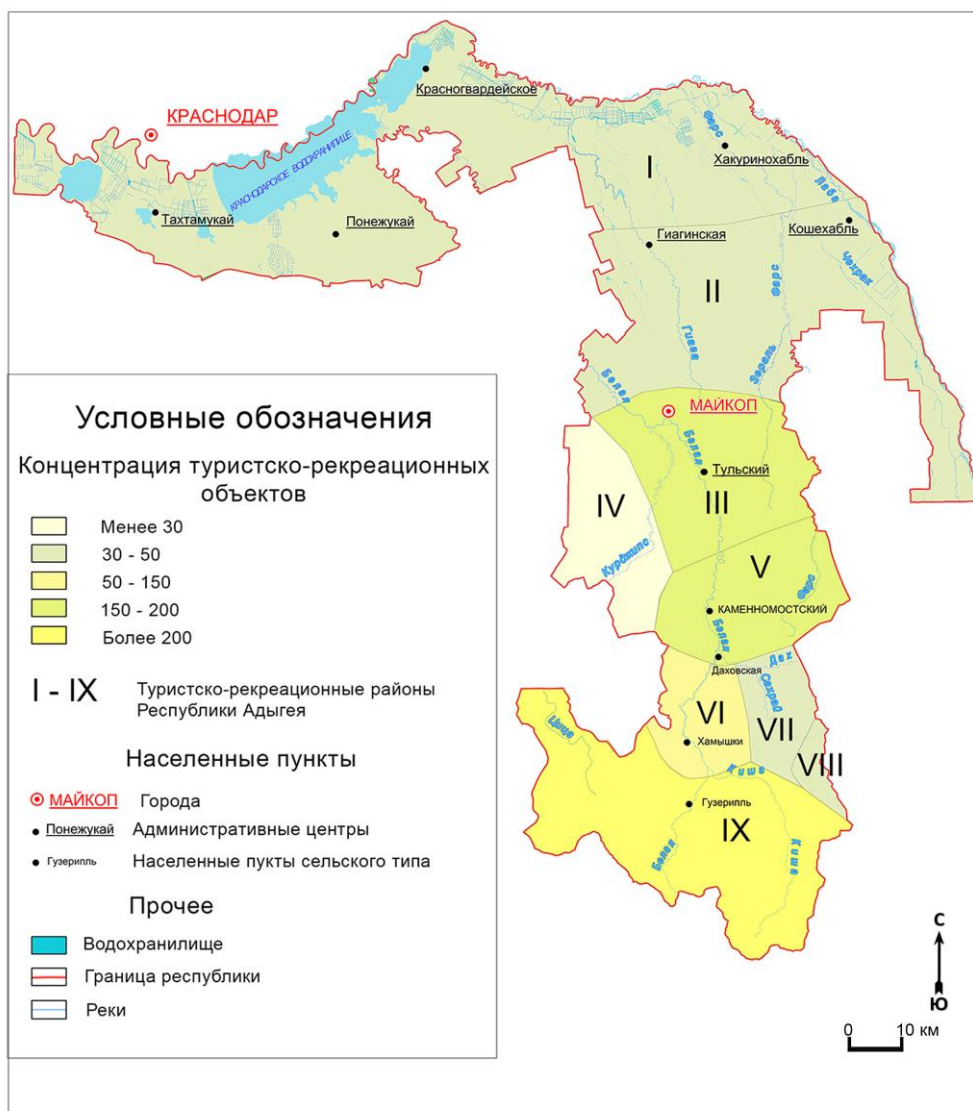 КРАСНОДАР
Красногвардейское
КРАСНОДАРСКОЕ ВОДОХРАНИЛИЩЕ
Тахтамукай
Понежукай
Фарс
Хакуринохабль
I
Лаба
Гиагинская
Кошехабль
II
Фарс
Чехрак
Гиага
Зераль
Белая
МАЙКОП
Белая
Тульский
IV
III
Курджипс
V
Фарс
КАМЕННОМОСТСКИЙ
Белая
Даховская
Дах
Сахрай
VI
VII
Хамышки
VIII
Цице
Киша
Гузерипль
IX
Белая
Киша
Условные обозначения
Концентрация туристско-рекреационных
объектов
Менее 30
30 - 50
50 - 150
150 - 200
Более 200
I - IX
Туристско-рекреационные районы
Республики Адыгея
Населенные пункты
МАЙКОП Города
Понежукай Административные центры
Гузерипль Населенные пукты сельского типа
Прочее
Водохранилище
Граница республики
Реки
С
Ю
0 10 км